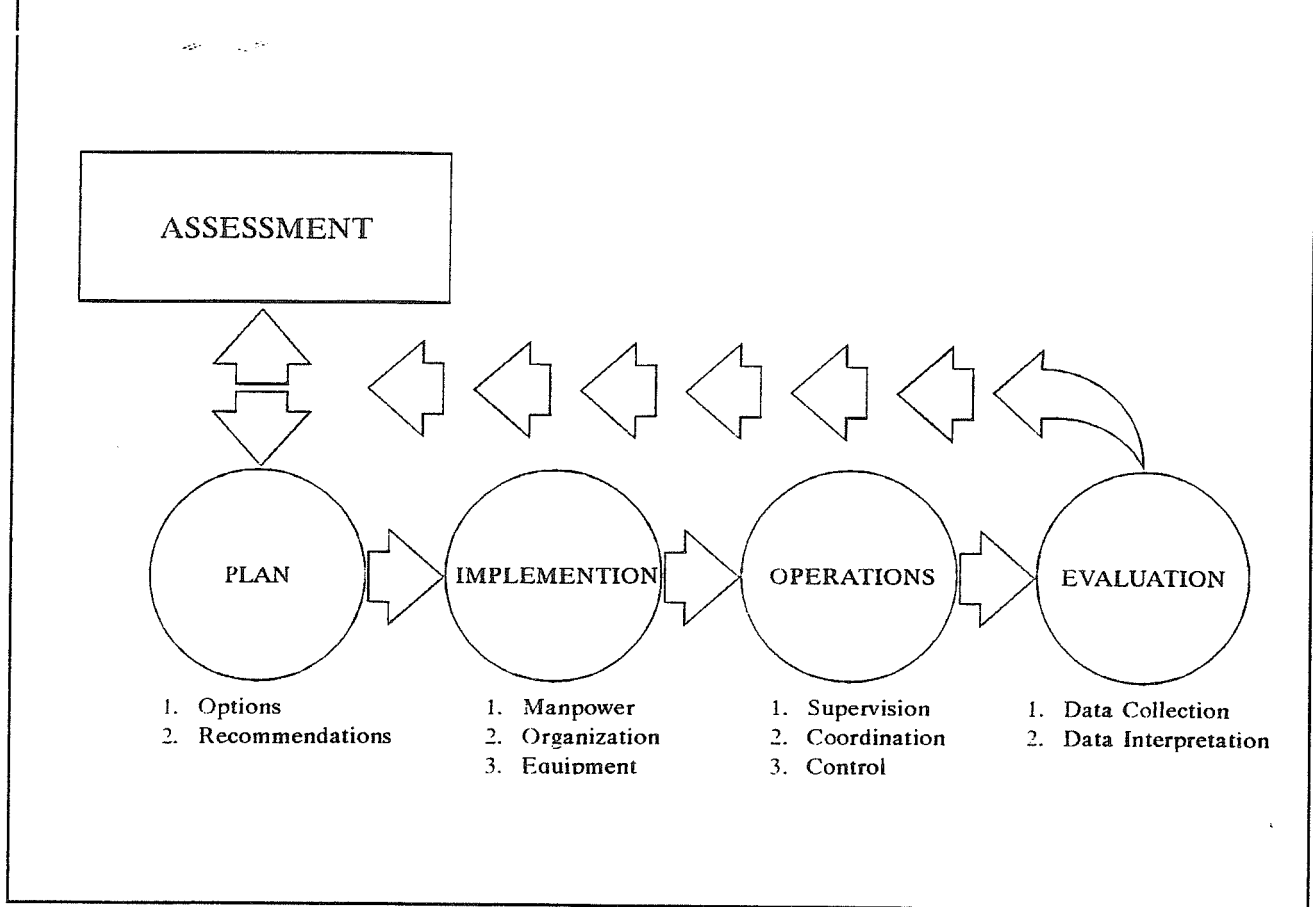 ASSESSMENT
PLAN
IMPLEMENTION
OPERATIONS
EVALUATION
1. Options
2. Recommendations
1. Manpower
2. Organization
3. Equipment
1. Supervision
2. Coordination
3. Control
1. Data Collection
2. Data Interpretation